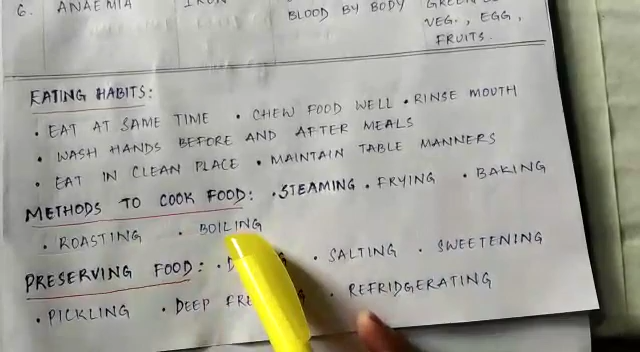 6. ANAEMIA IRON BLOOD BY BODY GREEN
VEG., EGG,
FRUITS.
EATING HABITS:
• EAT AT SAME TIME • CHEW FOOD WELL • RINSE MOUTH
• WASH HANDS BEFORE AND AFTER MEALS
• EAT IN CLEAN PLACE • MAINTAIN TABLE MANNERS
METHODS TO COOK FOOD: • STEAMING • FRYING • BAKING
• ROASTING • BOILING
PRESERVING FOOD: • SALTING • SWEETENING
• PICKLING • DEEP • REFRIDGERATING